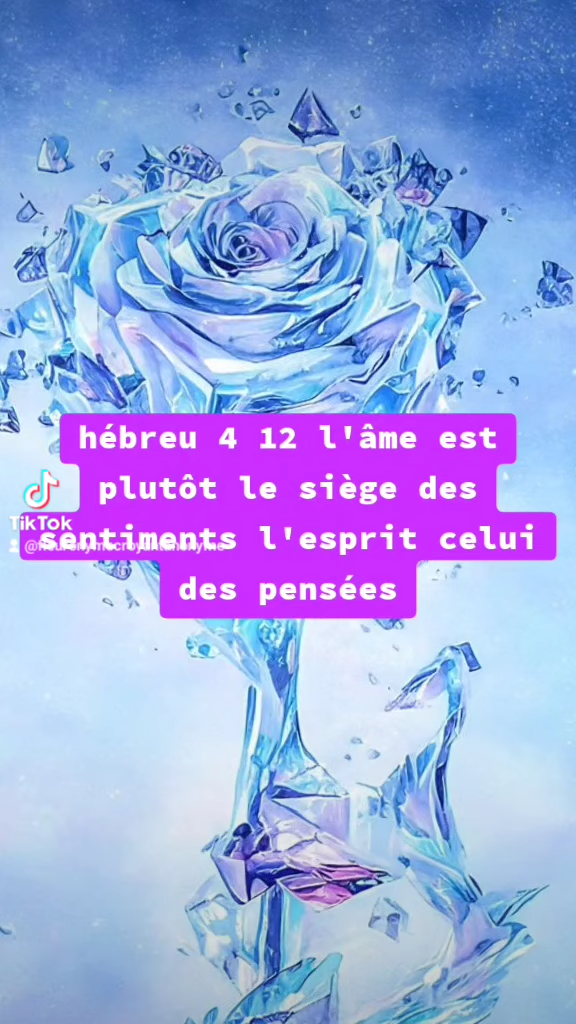 hébreu 4 12 l'âme est
plutôt le siège des
sentiments l'esprit celui
des pensées
TikTok